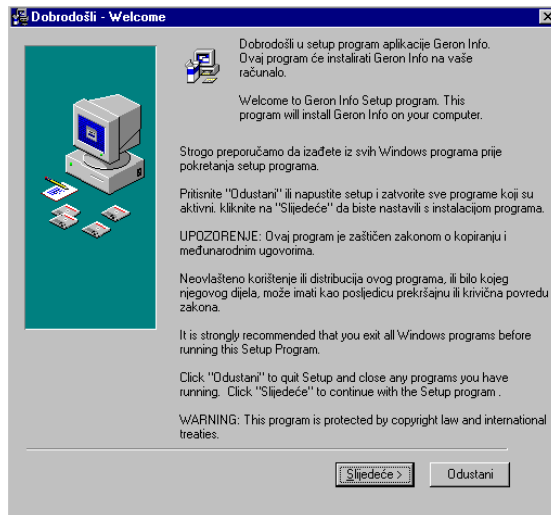 Dobrodošli - Welcome
Dobrodošli u setup program aplikacije Geron Info.
Ovaj program će instalirati Geron Info na vaše
računalo.
Welcome to Geron Info Setup program. This
program will install Geron Info on your computer.
Strogo preporučamo da izađete iz svih Windows programa prije
pokretanja setup programa.
Pritisnite "Odustani" ili napustite setup i zatvorite sve programe koji su
aktivni. kliknite na "Slijedeće" da biste nastavili s instalacijom programa.
UPOZORENJE: Ovaj program je zaštićen zakonom o kopiranju i
međunarodnim ugovorima.
Neovlašteno korištenje ili distribucija ovog programa, ili bilo kojeg
njegovog dijela, može imati kao posljedicu prekršajnu ili krivična povredu
zakona.
It is strongly recommended that you exit all Windows programs before
running this Setup Program.
Click "Odustani" to quit Setup and close any programs you have
running. Click "Slijedeće" to continue with the Setup program .
WARNING: This program is protected by copyright law and international
treaties.
Slijedeće >
Odustani